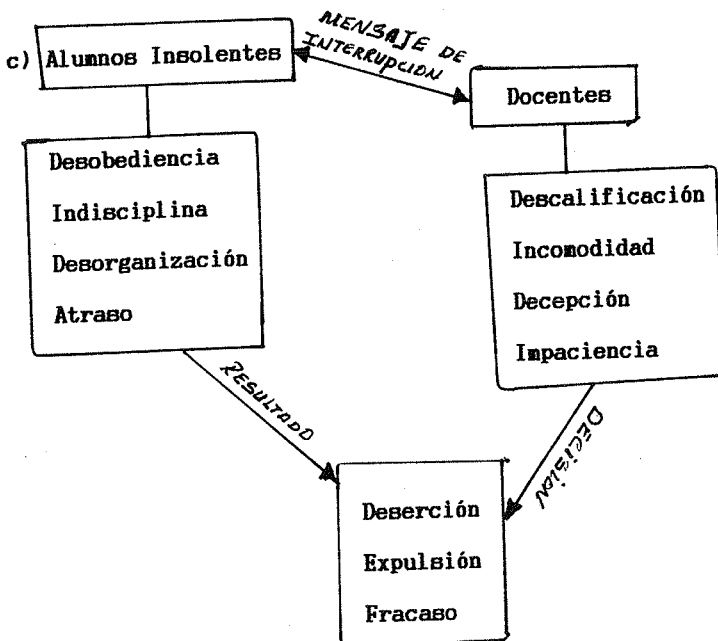 c) Alumnos Insolentes
MENSAJE DE
INTERRUPCION
Docentes
Desobediencia
Indisciplina
Desorganización
Atraso
Descalificación
Incomodidad
Decepción
Impaciencia
RESULTADO
DECISION
Deserción
Expulsión
Fracaso